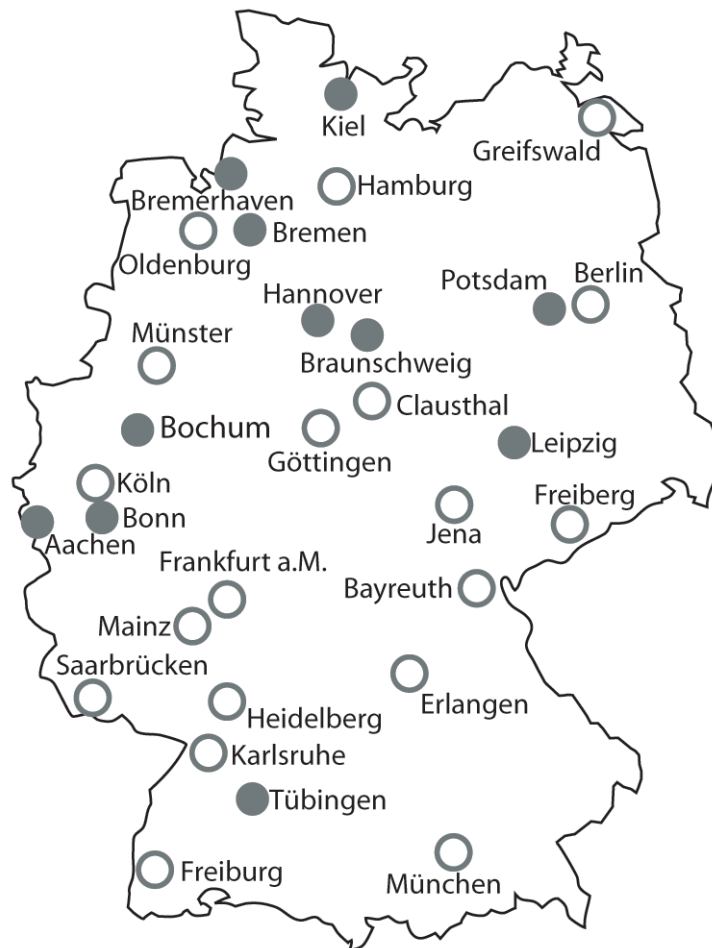 Kiel
Greifswald
Hamburg
Bremerhaven
Bremen
Oldenburg
Potsdam
Berlin
Hannover
Münster
Braunschweig
Clausthal
Bochum
Göttingen
Leipzig
Köln
Freiberg
Bonn
Jena
Aachen
Frankfurt a.M.
Bayreuth
Mainz
Saarbrücken
Erlangen
Heidelberg
Karlsruhe
Tübingen
Freiburg
München